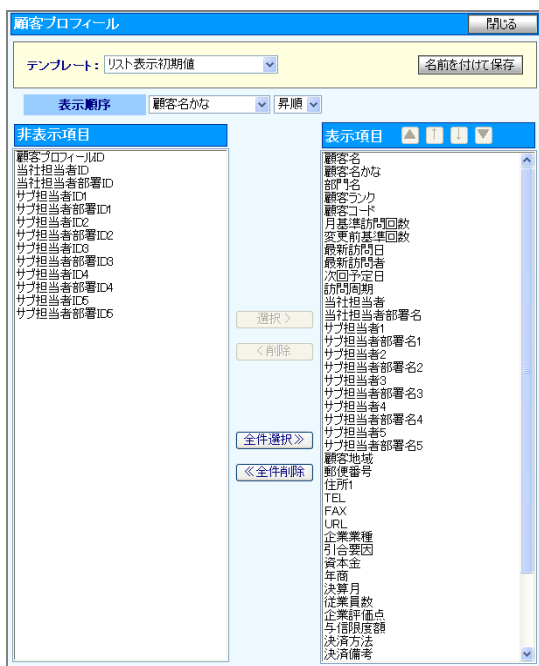 顧客プロフィール
閉じる
テンプレート：
リスト表示初期値
名前を付けて保存
表示順序
顧客名かな
昇順
非表示項目
顧客プロフィールID
当社担当者ID
当社担当者部署ID
サブ担当者ID1
サブ担当者部署ID1
サブ担当者ID2
サブ担当者部署ID2
サブ担当者ID3
サブ担当者部署ID3
サブ担当者ID4
サブ担当者部署ID4
サブ担当者ID5
サブ担当者部署ID5
選択＞
＜削除
全件選択≫
≪全件削除
表示項目 ▲ ↑ ↓ ▼
顧客名
顧客名かな
部門名
顧客ランク
顧客コード
月基準訪問回数
変更前基準回数
最新訪問日
最新訪問者
次回予定日
訪問周期
当社担当者
当社担当者部署名
サブ担当者1
サブ担当者部署名1
サブ担当者2
サブ担当者部署名2
サブ担当者3
サブ担当者部署名3
サブ担当者4
サブ担当者部署名4
サブ担当者5
サブ担当者部署名5
顧客地域
郵便番号
住所1
TEL
FAX
URL
企業業種
引合要因
資本金
年商
決算月
従業員数
企業評価点
与信限度額
決済方法
決済備考